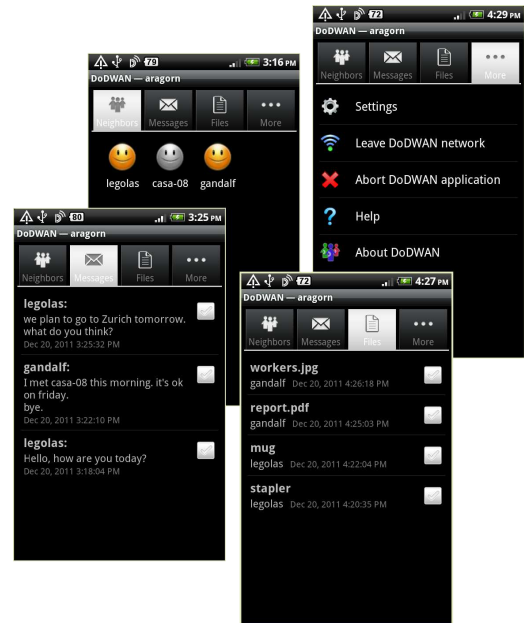 79
3:16 PM
DoDWAN — aragorn
Neighbors
Messages
Files
More
legolas
casa-08
gandalf
72
4:29 PM
Neighbors
Messages
Files
More
Settings
Leave DoDWAN network
Abort DoDWAN application
Help
About DoDWAN
80
3:25 PM
DoDWAN — aragorn
Neighbors
Messages
Files
More
legolas:
we plan to go to Zurich tomorrow.
what do you think?
Dec 20, 2011 3:25:32 PM
gandalf:
I met casa-08 this morning. it's ok
on friday.
bye.
Dec 20, 2011 3:22:10 PM
legolas:
Hello, how are you today?
Dec 20, 2011 3:18:04 PM
72
4:27 PM
DoDWAN — aragorn
Neighbors
Messages
Files
More
workers.jpg
gandalf Dec 20, 2011 4:26:18 PM
report.pdf
gandalf Dec 20, 2011 4:25:03 PM
mug
legolas Dec 20, 2011 4:22:04 PM
stapler
legolas Dec 20, 2011 4:20:35 PM